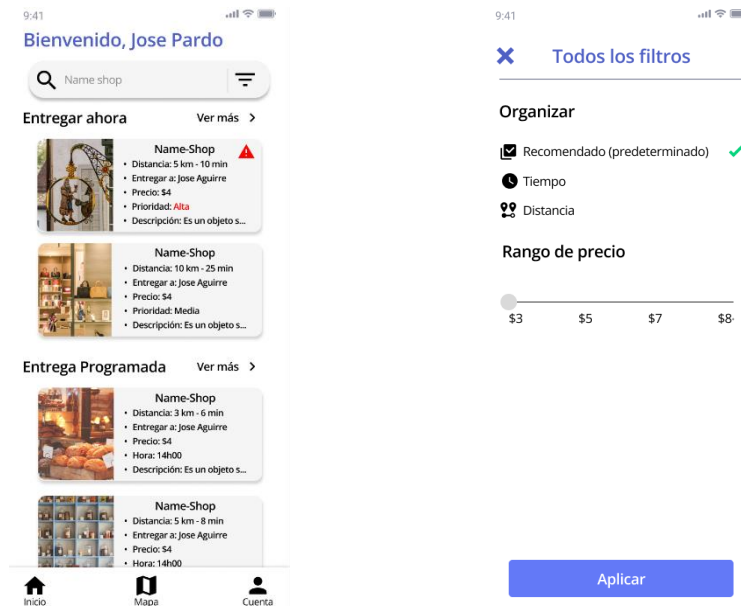 9:41
Bienvenido, Jose Pardo
Name shop
Entregar ahora
Ver más
Name-Shop
• Distancia: 5 km - 10 min
• Entregar a: Jose Aguirre
• Precio: $4
• Prioridad: Alta
• Descripción: Es un objeto s...
Name-Shop
• Distancia: 10 km - 25 min
• Entregar a: Jose Aguirre
• Precio: $4
• Prioridad: Media
• Descripción: Es un objeto s...
Entrega Programada
Ver más
Name-Shop
• Distancia: 3 km - 6 min
• Entregar a: Jose Aguirre
• Precio: $4
• Hora: 14h00
• Descripción: Es un objeto s...
Name-Shop
• Distancia: 5 km - 8 min
• Entregar a: Jose Aguirre
• Precio: $4
• Hora: 14h00
Inicio
Mapa
Cuenta
9:41
Todos los filtros
Organizar
Recomendado (predeterminado)
Tiempo
Distancia
Rango de precio
$3 $5 $7 $8
Aplicar